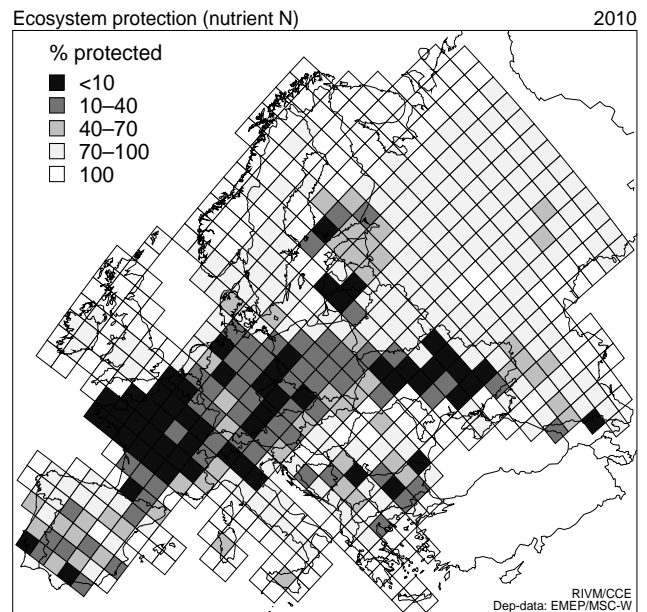 Ecosystem protection (nutrient N) 2010
% protected
<10
10–40
40–70
70–100
100
RIVM/CCE
Dep-data: EMEP/MSC-W